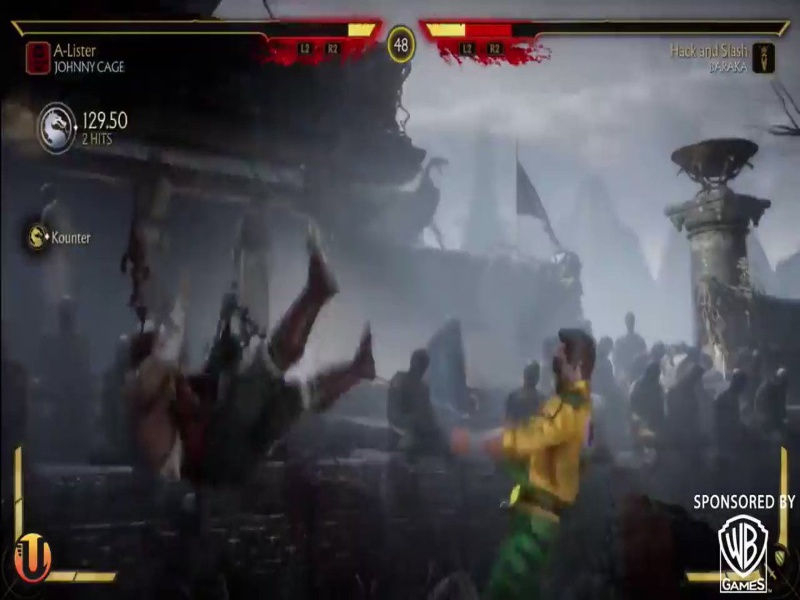 L2 R2
48
L2 R2
A-Lister
JOHNNY CAGE
Hack and Slash
BARAKA
129.50
2 HITS
Kounter
SPONSORED BY
WB
GAMES